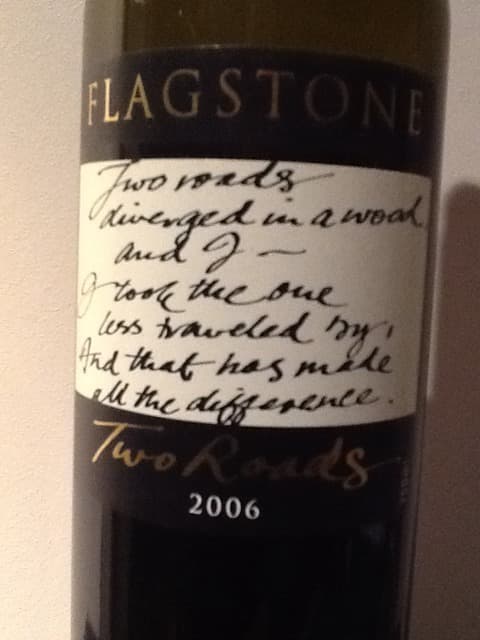 FLAGSTONE
Two roads
diverged in a wood,
and I —
I took the one
less traveled by,
And that has made
all the difference.
Two Roads
2006